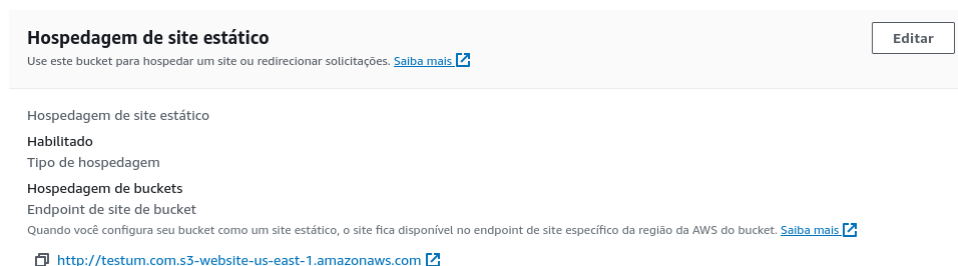 Hospedagem de site estático
Editar
Use este bucket para hospedar um site ou redirecionar solicitações. Saiba mais
Hospedagem de site estático
Habilitado
Tipo de hospedagem
Hospedagem de buckets
Endpoint de site de bucket
Quando você configura seu bucket como um site estático, o site fica disponível no endpoint de site específico da região da AWS do bucket. Saiba mais
http://testum.com.s3-website-us-east-1.amazonaws.com